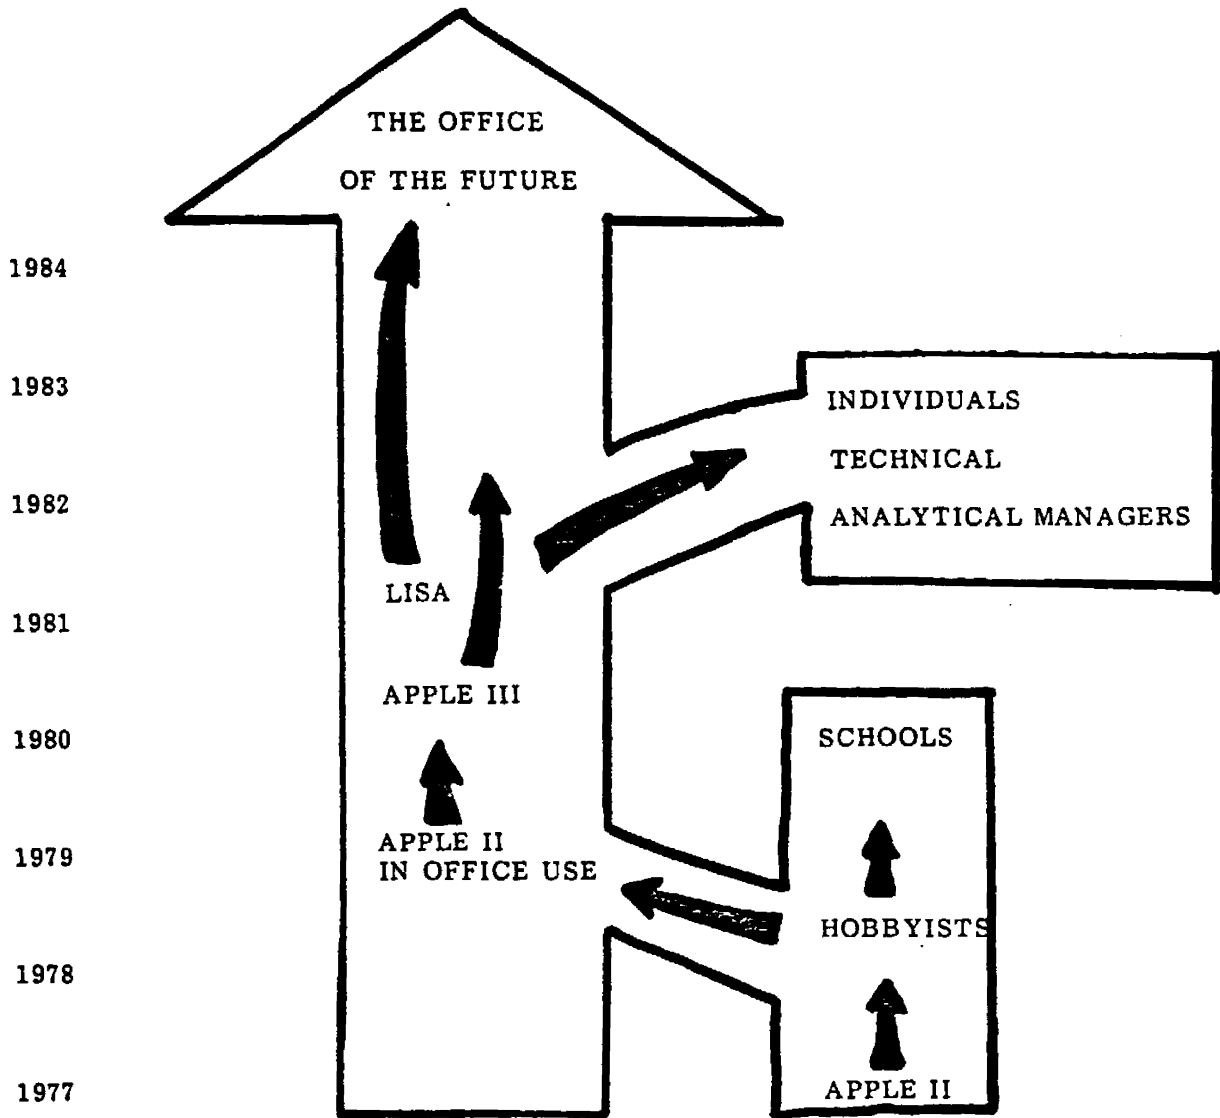 THE OFFICE
OF THE FUTURE
1984
1983
INDIVIDUALS
TECHNICAL
1982
ANALYTICAL MANAGERS
LISA
1981
APPLE III
1980
SCHOOLS
APPLE II
1979
IN OFFICE USE
HOBBYISTS
1978
1977
APPLE II